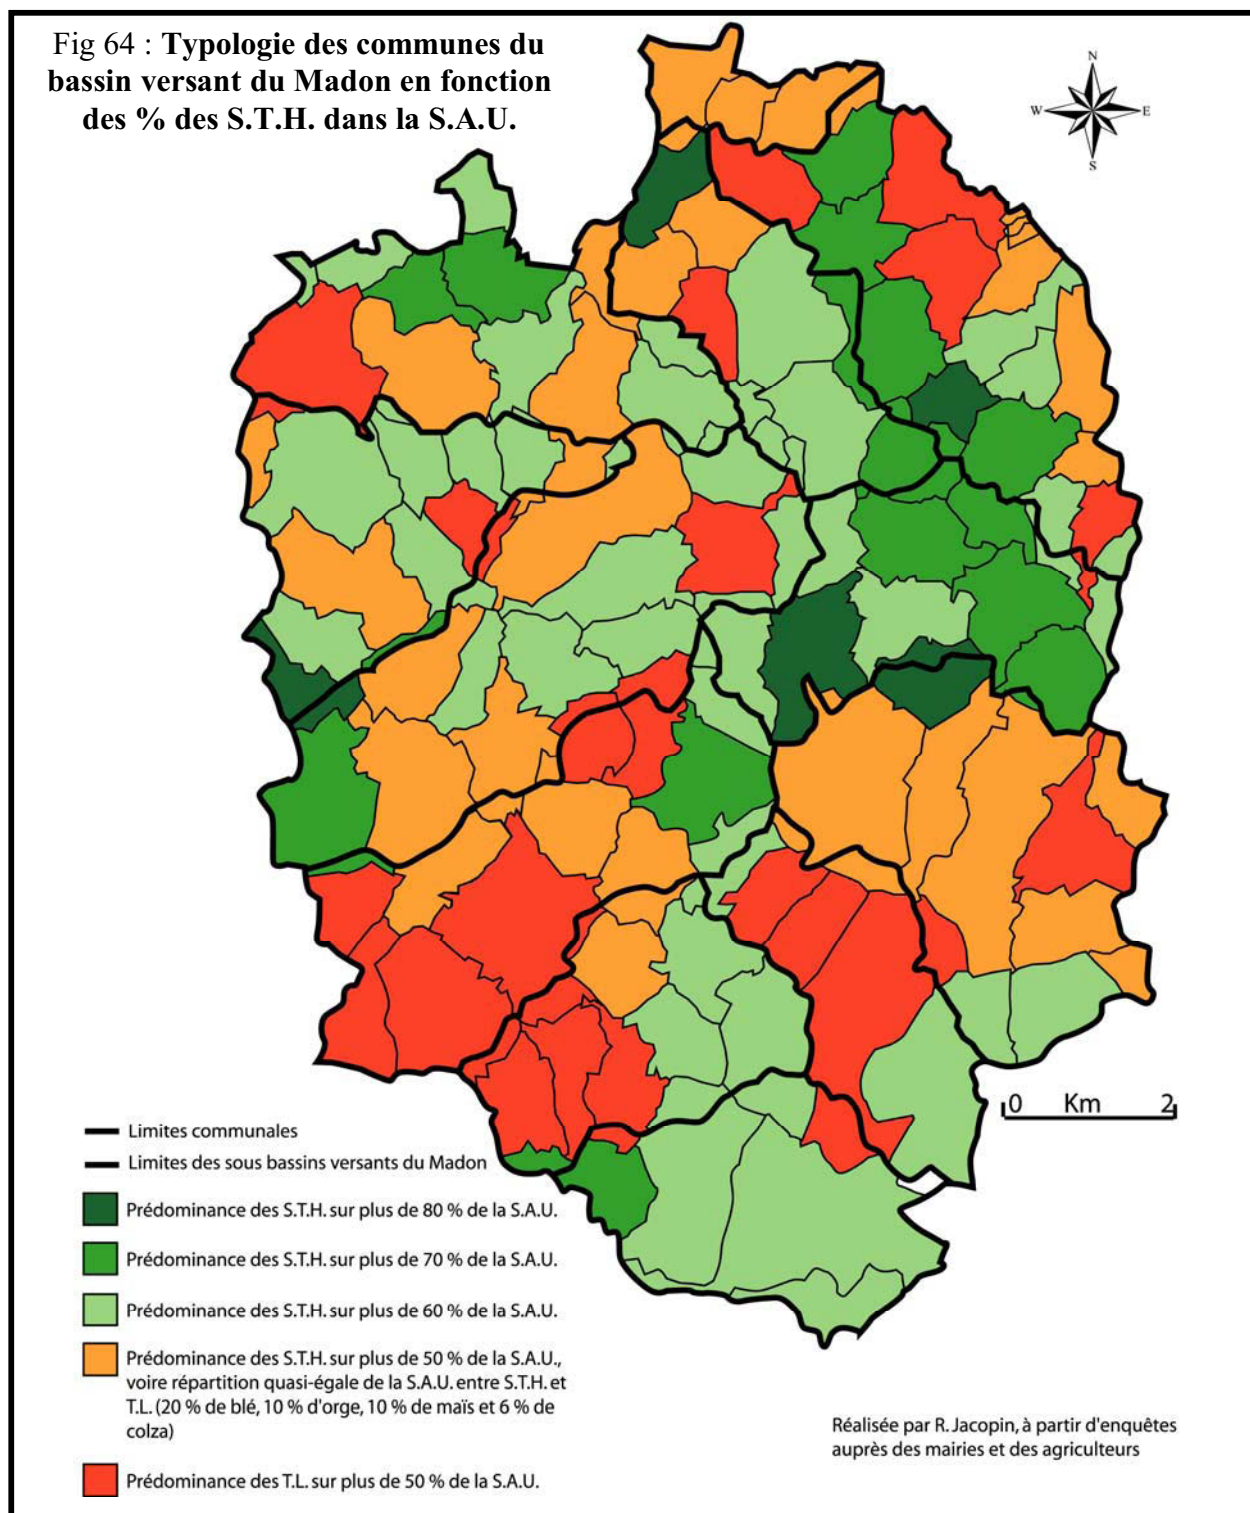 Fig 64 : Typologie des communes du
bassin versant du Madon en fonction
des % des S.T.H. dans la S.A.U.
N
W
E
S
0 Km 2
Limites communales
Limites des sous bassins versants du Madon
Prédominance des S.T.H. sur plus de 80 % de la S.A.U.
Prédominance des S.T.H. sur plus de 70 % de la S.A.U.
Prédominance des S.T.H. sur plus de 60 % de la S.A.U.
Prédominance des S.T.H. sur plus de 50 % de la S.A.U.,
voire répartition quasi-égale de la S.A.U. entre S.T.H. et
T.L. (20 % de blé, 10 % d'orge, 10 % de maïs et 6 % de
colza)
Prédominance des T.L. sur plus de 50 % de la S.A.U.
Réalisée par R. Jacopin, à partir d'enquêtes
auprès des mairies et des agriculteurs